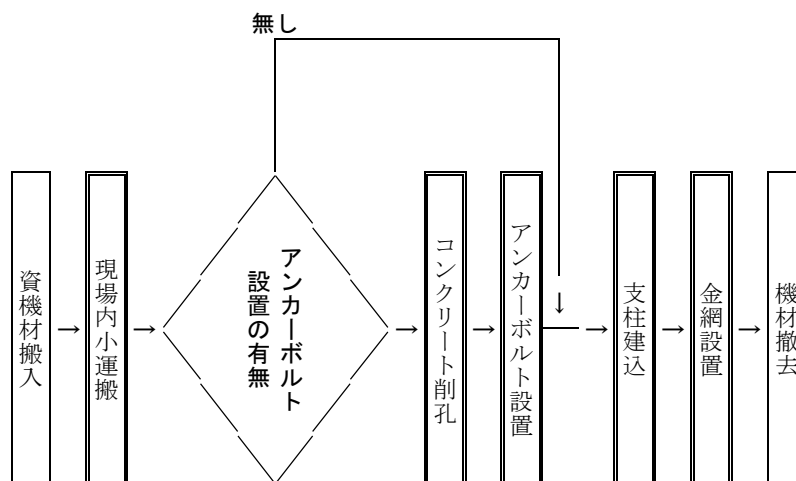 無し
資機材搬入
→
現場内小運搬
→
アンカーボルト
設置の有無
→
コンクリート削孔
→
アンカーボルト設置
↓
→
支柱建込
→
金網設置
→
機材撤去